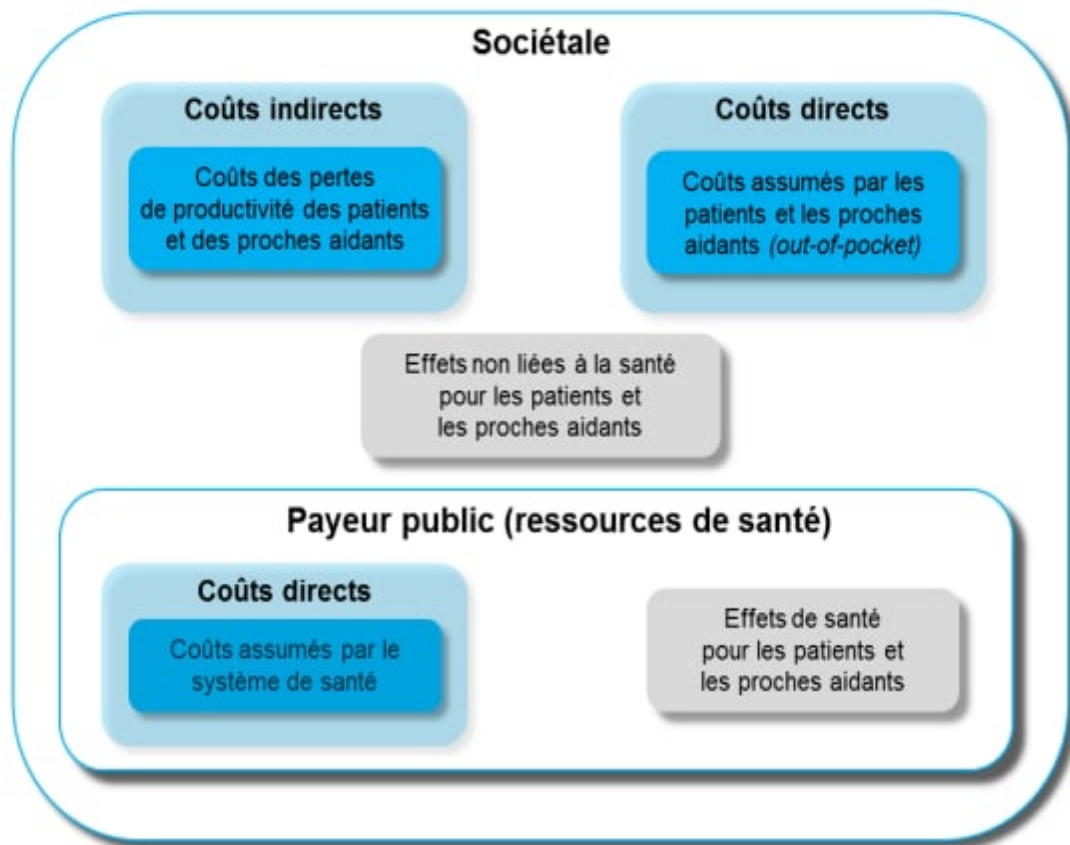 Sociétale
Coûts indirects
Coûts des pertes
de productivité des patients
et des proches aidants
Coûts directs
Coûts assumés par les
patients et les proches
aidants (out-of-pocket)
Effets non liées à la santé
pour les patients et
les proches aidants
Payeur public (ressources de santé)
Coûts directs
Coûts assumés par le
système de santé
Effets de santé
pour les patients et
les proches aidants